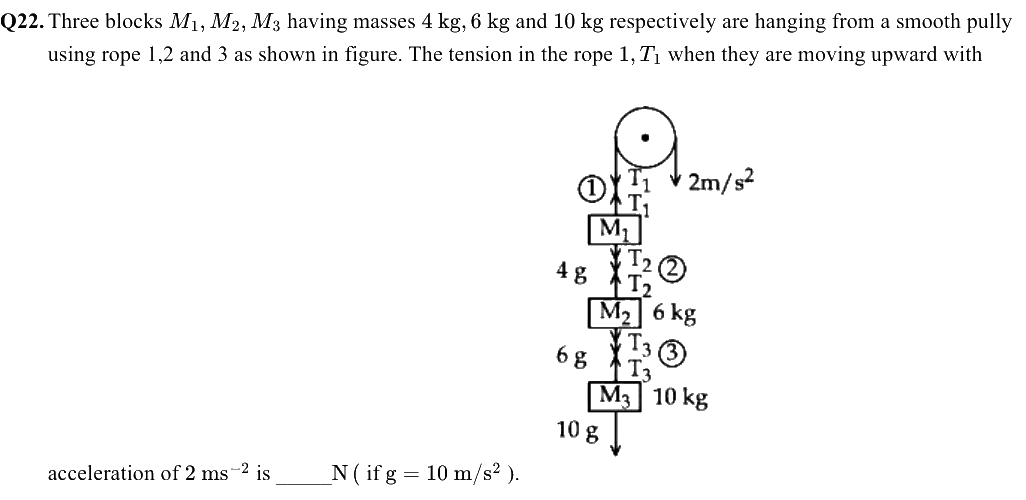 Q22. Three blocks M₁, M₂, M₃ having masses 4 kg, 6 kg and 10 kg respectively are hanging from a smooth pully
using rope 1,2 and 3 as shown in figure. The tension in the rope 1, T₁ when they are moving upward with
① T₁ 2m/s²
T₁
M₁
T₂ ②
4 g T₂
M₂ 6 kg
T₃ ③
6 g T₃
M₃ 10 kg
10 g
acceleration of 2 ms⁻² is _____N ( if g = 10 m/s² ).